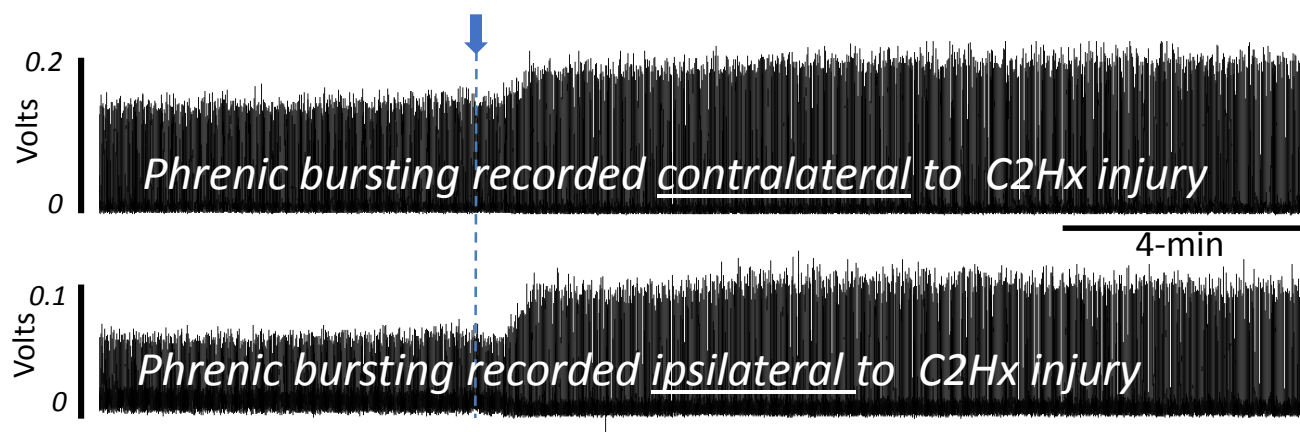 0.2
Volts
0
Phrenic bursting recorded contralateral to C2Hx injury
4-min
0.1
Volts
0
Phrenic bursting recorded ipsilateral to C2Hx injury